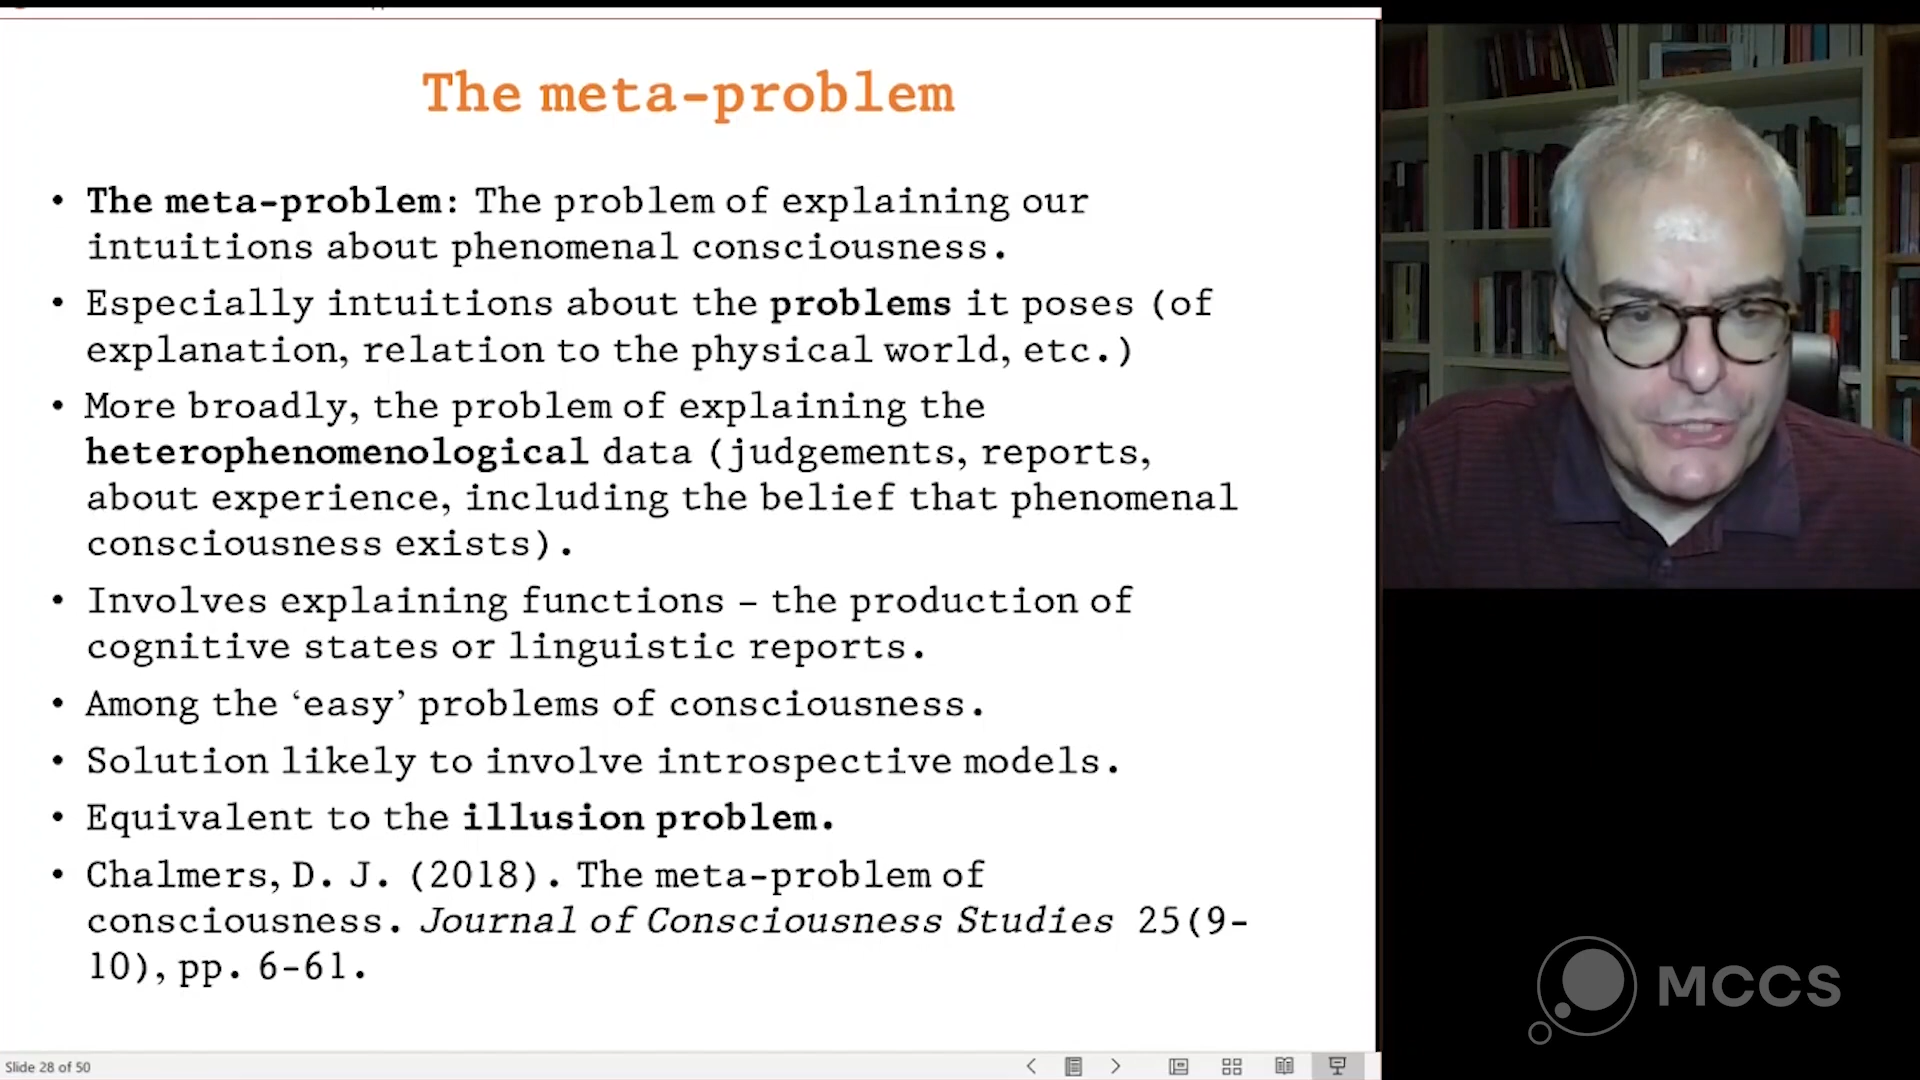 The meta-problem
• The meta-problem: The problem of explaining our
intuitions about phenomenal consciousness.
• Especially intuitions about the problems it poses (of
explanation, relation to the physical world, etc.)
• More broadly, the problem of explaining the
heterophenomenological data (judgements, reports,
about experience, including the belief that phenomenal
consciousness exists).
• Involves explaining functions – the production of
cognitive states or linguistic reports.
• Among the ‘easy’ problems of consciousness.
• Solution likely to involve introspective models.
• Equivalent to the illusion problem.
• Chalmers, D. J. (2018). The meta-problem of
consciousness. Journal of Consciousness Studies 25(9-
10), pp. 6-61.
MCCS
Slide 28 of 50